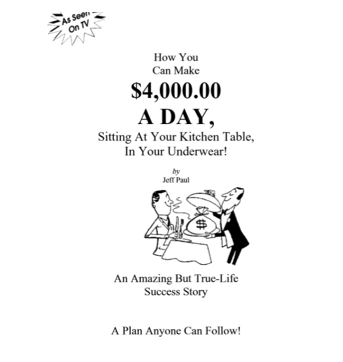 As Seen
On TV
How You
Can Make
$4,000.00
A DAY,
Sitting At Your Kitchen Table,
In Your Underwear!
by
Jeff Paul
$
An Amazing But True-Life
Success Story
A Plan Anyone Can Follow!